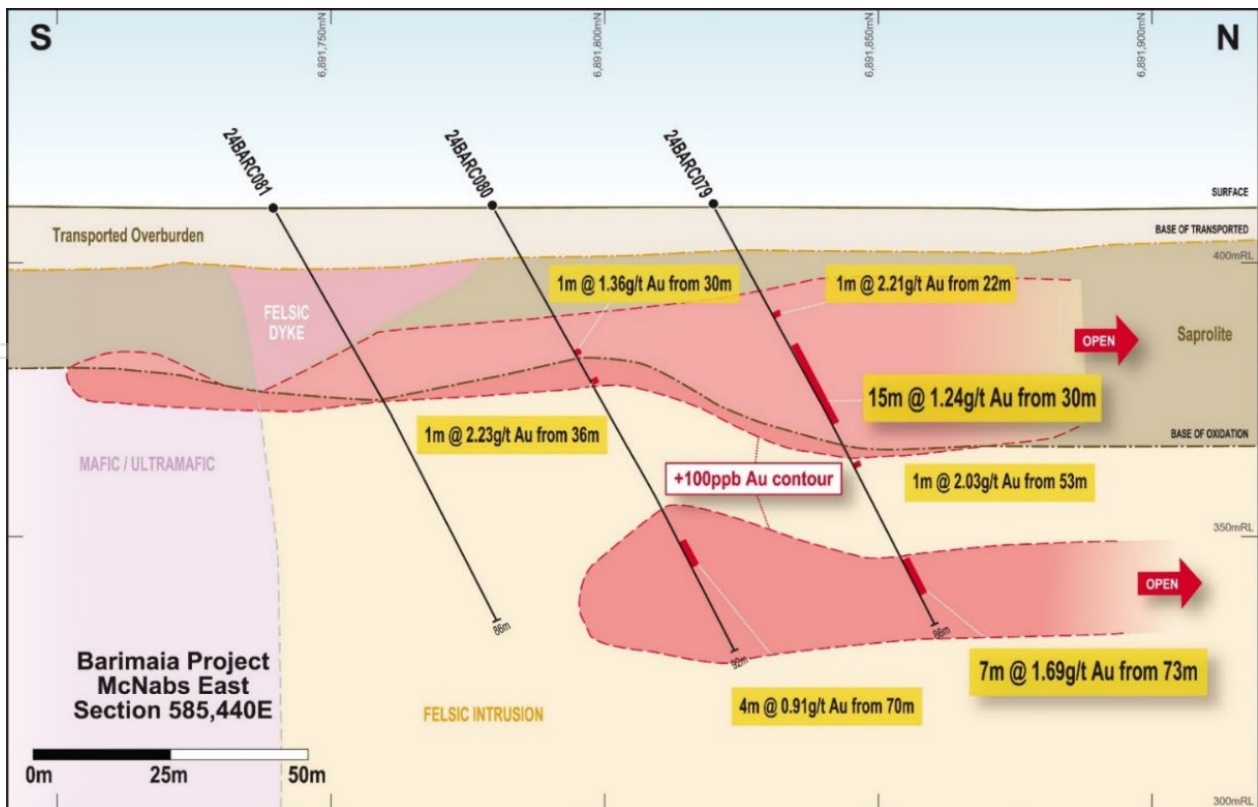 S
N
6,891,750mN
6,891,800mN
6,891,850mN
6,891,900mN
24BARC081
24BARC080
24BARC079
SURFACE
Transported Overburden
BASE OF TRANSPORTED
400mRL
1m @ 1.36g/t Au from 30m
1m @ 2.21g/t Au from 22m
FELSIC
DYKE
OPEN
Saprolite
15m @ 1.24g/t Au from 30m
1m @ 2.23g/t Au from 36m
BASE OF OXIDATION
MAFIC / ULTRAMAFIC
+100ppb Au contour
1m @ 2.03g/t Au from 53m
350mRL
OPEN
86m
86m
92m
Barimaia Project
McNabs East
Section 585,440E
7m @ 1.69g/t Au from 73m
4m @ 0.91g/t Au from 70m
FELSIC INTRUSION
0m
25m
50m
300mRL